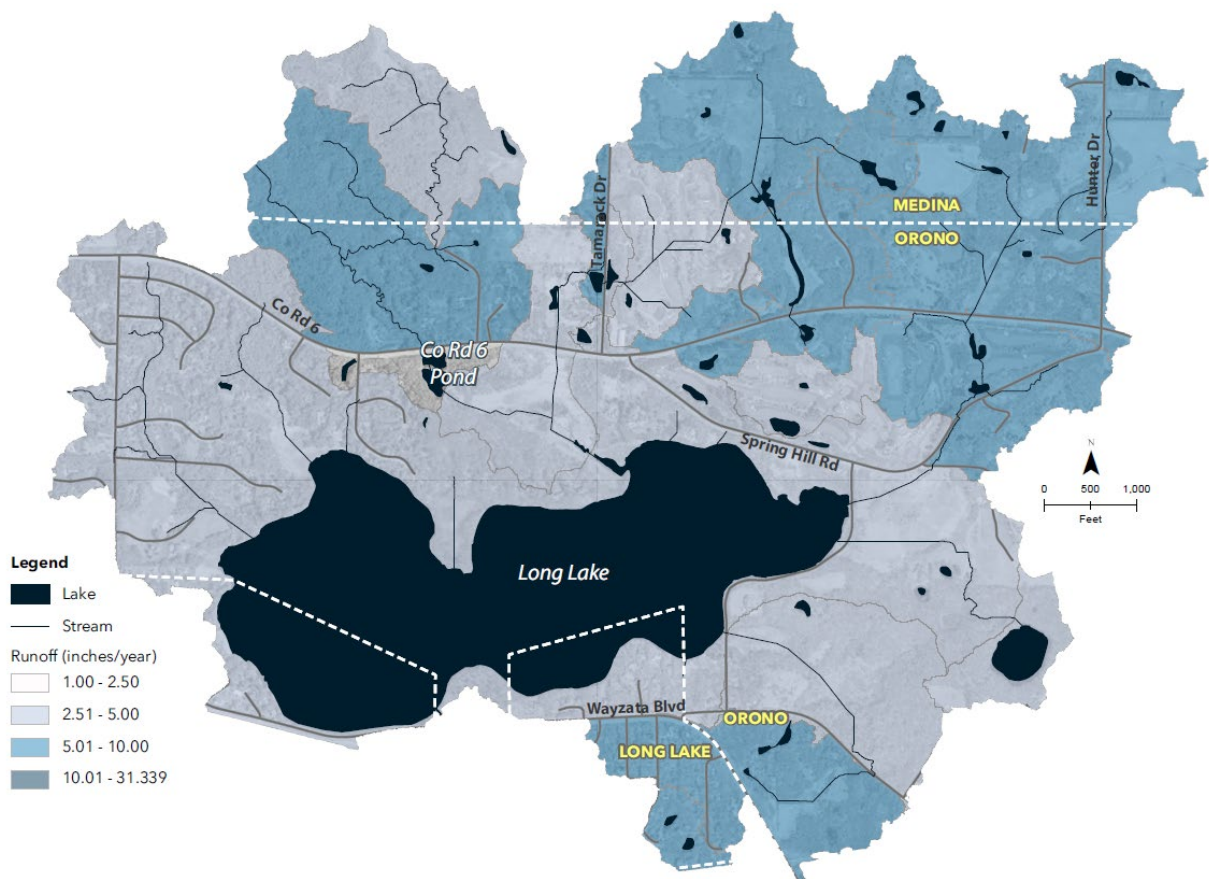 MEDINA
ORONO
Hunter Dr
Tamarack Dr
Co Rd 6
Co Rd 6
Pond
Spring Hill Rd
N
0 500 1,000
Feet
Long Lake
Legend
Lake
Stream
Runoff (inches/year)
1.00 - 2.50
2.51 - 5.00
5.01 - 10.00
10.01 - 31.339
Wayzata Blvd
ORONO
LONG LAKE